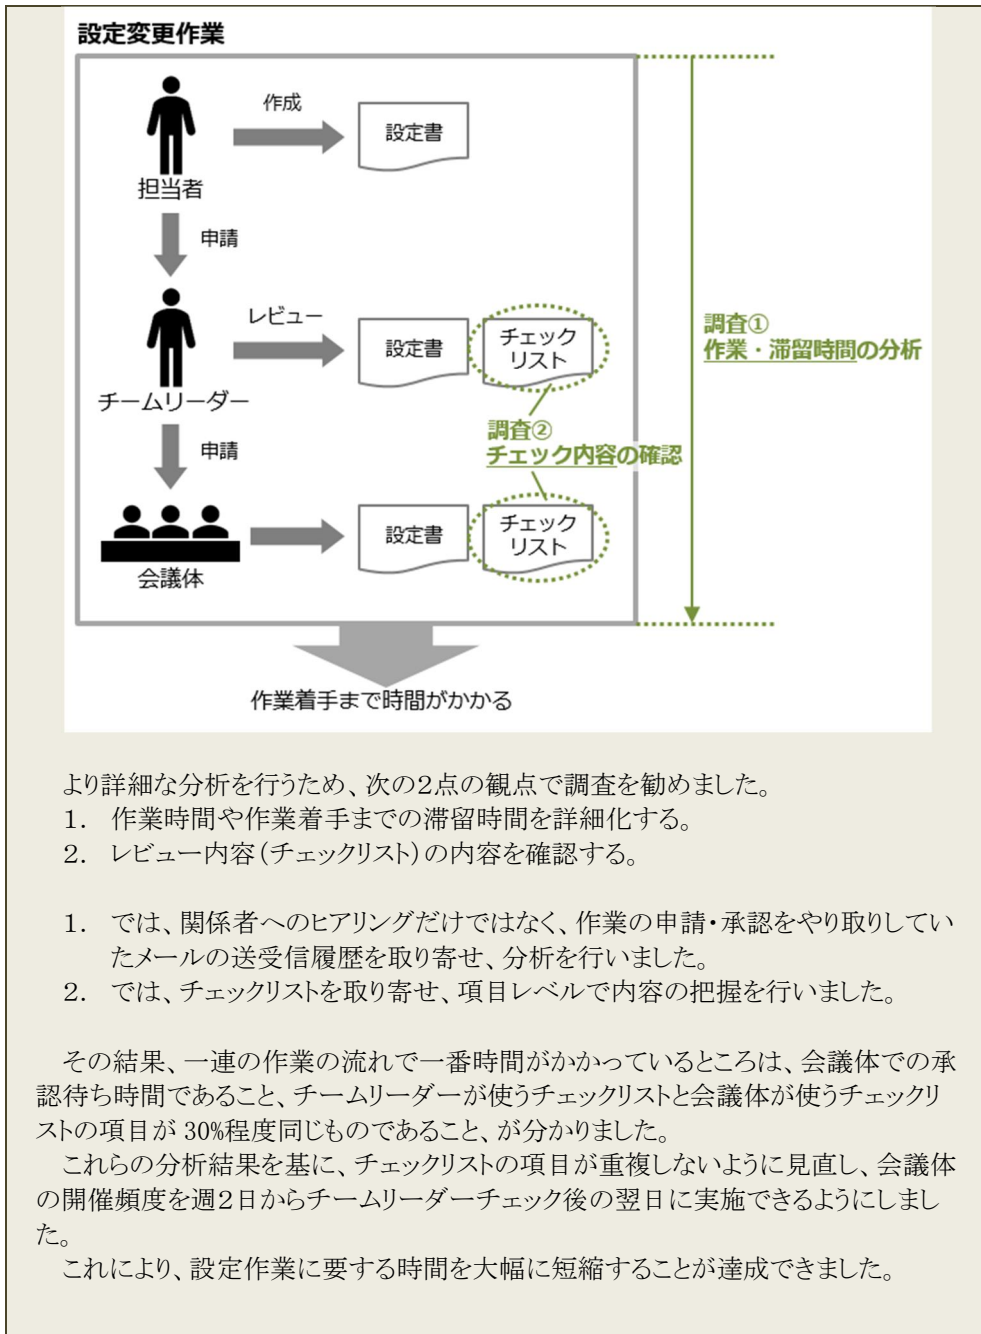 設定変更作業
作成
設定書
担当者
申請
レビュー
設定書
チェック
リスト
チームリーダー
調査①
作業・滞留時間の分析
調査②
チェック内容の確認
申請
設定書
チェック
リスト
会議体
作業着手まで時間がかかる
より詳細な分析を行うため、次の2点の観点で調査を勧めました。
1. 作業時間や作業着手までの滞留時間を詳細化する。
2. レビュー内容(チェックリスト)の内容を確認する。
1. では、関係者へのヒアリングだけではなく、作業の申請・承認をやり取りしてい
たメールの送受信履歴を取り寄せ、分析を行いました。
2. では、チェックリストを取り寄せ、項目レベルで内容の把握を行いました。
その結果、一連の作業の流れで一番時間がかかっているところは、会議体での承
認待ち時間であること、チームリーダーが使うチェックリストと会議体が使うチェックリ
ストの項目が 30%程度同じものであること、が分かりました。
これらの分析結果を基に、チェックリストの項目が重複しないように見直し、会議体
の開催頻度を週2日からチームリーダーチェック後の翌日に実施できるようにしまし
た。
これにより、設定作業に要する時間を大幅に短縮することが達成できました。